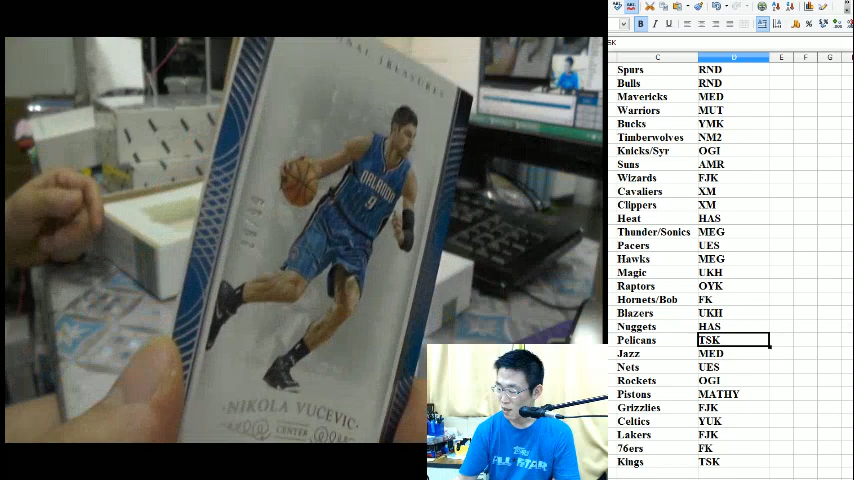 NAL TREASURES
ORLANDO
9
NIKOLA VUCEVIC
CENTER
ALL STAR
C D E F G
Spurs RND
Bulls RND
Mavericks MED
Warriors MUT
Bucks YMK
Timberwolves NM2
Knicks/Syr OGI
Suns AMR
Wizards FJK
Cavaliers XM
Clippers XM
Heat HAS
Thunder/Sonics MEG
Pacers UES
Hawks MEG
Magic UKH
Raptors OYK
Hornets/Bob FK
Blazers UKH
Nuggets HAS
Pelicans TSK
Jazz MED
Nets UES
Rockets OGI
Pistons MATHY
Grizzlies FJK
Celtics YUK
Lakers FJK
76ers FK
Kings TSK